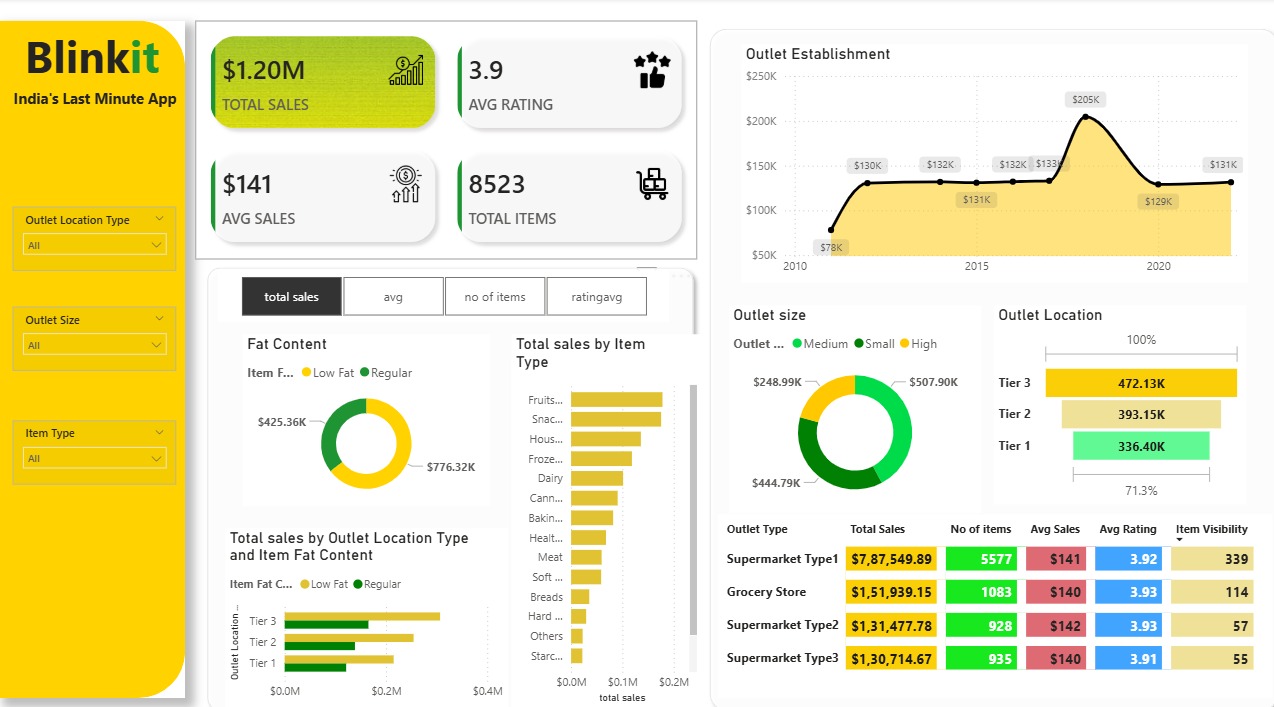 Blinkit
India's Last Minute App
Outlet Location Type
All
Outlet Size
All
Item Type
All
$1.20M
TOTAL SALES
3.9
AVG RATING
$141
AVG SALES
8523
TOTAL ITEMS
total sales
avg
no of items
ratingavg
Fat Content
Item F... Low Fat Regular
$425.36K
$776.32K
Total sales by Outlet Location Type
and Item Fat Content
Item Fat C... Low Fat Regular
Outlet Location ...
Tier 3
Tier 2
Tier 1
$0.0M $0.2M $0.4M
Total sales by Item
Type
Fruits...
Snac...
Hous...
Froze...
Dairy
Cann...
Bakin...
Healt...
Meat
Soft ...
Breads
Hard ...
Others
Starc...
$0.0M $0.1M $0.2M
total sales
Outlet Establishment
$250K
$200K
$150K
$100K
$50K
$78K
$130K
$132K
$131K
$132K
$133K
$205K
$129K
$131K
2010 2015 2020
Outlet size
Outlet ... Medium Small High
$248.99K
$507.90K
$444.79K
Outlet Location
100%
Tier 3 472.13K
Tier 2 393.15K
Tier 1 336.40K
71.3%
Outlet Type Total Sales No of items Avg Sales Avg Rating Item Visibility
Supermarket Type1 $7,87,549.89 5577 $141 3.92 339
Grocery Store $1,51,939.15 1083 $140 3.93 114
Supermarket Type2 $1,31,477.78 928 $142 3.93 57
Supermarket Type3 $1,30,714.67 935 $140 3.91 55